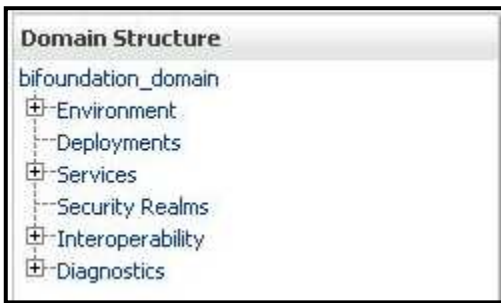 Domain Structure
bifoundation_domain
Environment
Deployments
Services
Security Realms
Interoperability
Diagnostics